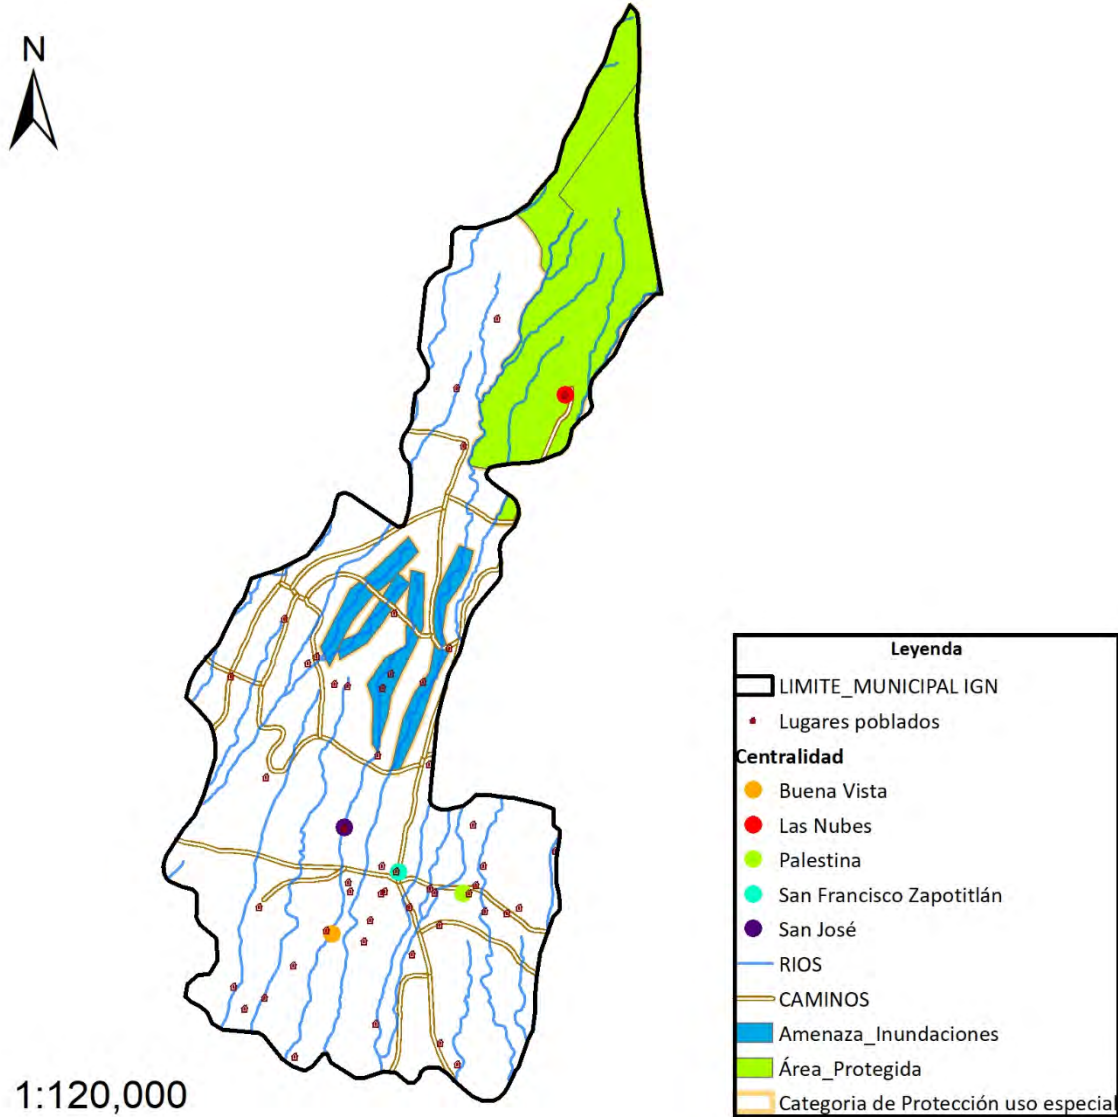 N
Leyenda
LIMITE_MUNICIPAL IGN
Lugares poblados
Centralidad
Buena Vista
Las Nubes
Palestina
San Francisco Zapotitlán
San José
RIOS
CAMINOS
Amenaza_Inundaciones
Área_Protegida
Categoria de Protección uso especia
1:120,000